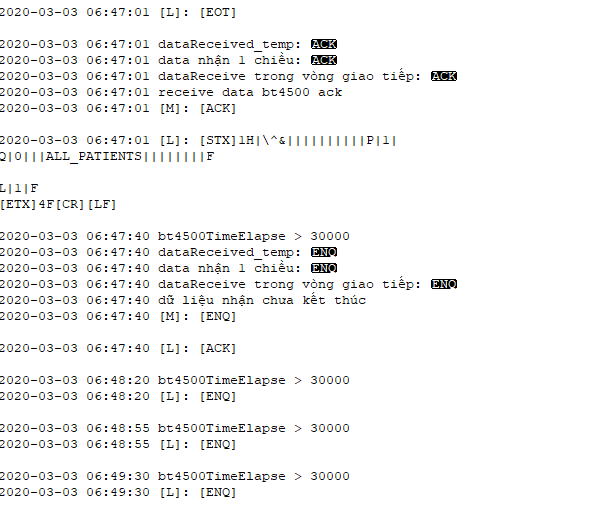 2020-03-03 06:47:01 [L]: [EOT]
2020-03-03 06:47:01 dataReceived_temp: ACK
2020-03-03 06:47:01 data nhận 1 chiều: ACK
2020-03-03 06:47:01 dataReceive trong vòng giao tiếp: ACK
2020-03-03 06:47:01 receive data bt4500 ack
2020-03-03 06:47:01 [M]: [ACK]
2020-03-03 06:47:01 [L]: [STX]1H|\^&||||||||||P|1|
Q|0|||ALL_PATIENTS||||||||F
L|1|F
[ETX]4F[CR][LF]
2020-03-03 06:47:40 bt4500TimeElapse > 30000
2020-03-03 06:47:40 dataReceived_temp: ENQ
2020-03-03 06:47:40 data nhận 1 chiều: ENQ
2020-03-03 06:47:40 dataReceive trong vòng giao tiếp: ENQ
2020-03-03 06:47:40 dữ liệu nhận chưa kết thúc
2020-03-03 06:47:40 [M]: [ENQ]
2020-03-03 06:47:40 [L]: [ACK]
2020-03-03 06:48:20 bt4500TimeElapse > 30000
2020-03-03 06:48:20 [L]: [ENQ]
2020-03-03 06:48:55 bt4500TimeElapse > 30000
2020-03-03 06:48:55 [L]: [ENQ]
2020-03-03 06:49:30 bt4500TimeElapse > 30000
2020-03-03 06:49:30 [L]: [ENQ]